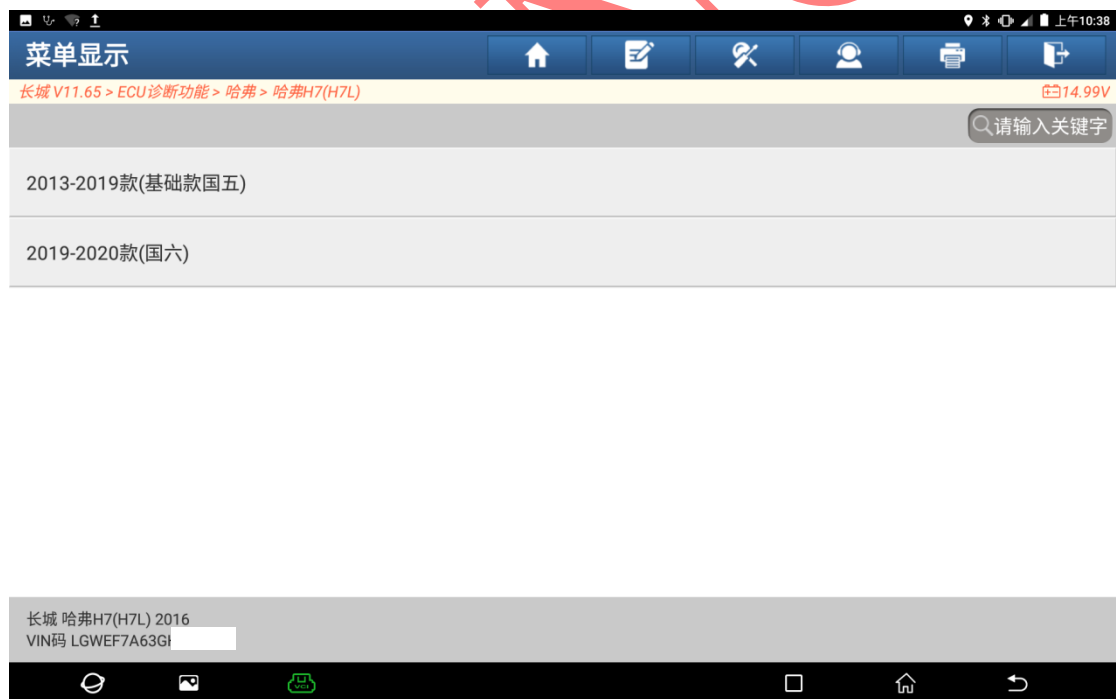 上午10:38
菜单显示
长城 V11.65 > ECU诊断功能 > 哈弗 > 哈弗H7(H7L)
14.99V
请输入关键字
2013-2019款(基础款国五)
2019-2020款(国六)
长城 哈弗H7(H7L) 2016
VIN码 LGWEF7A63G
VCI